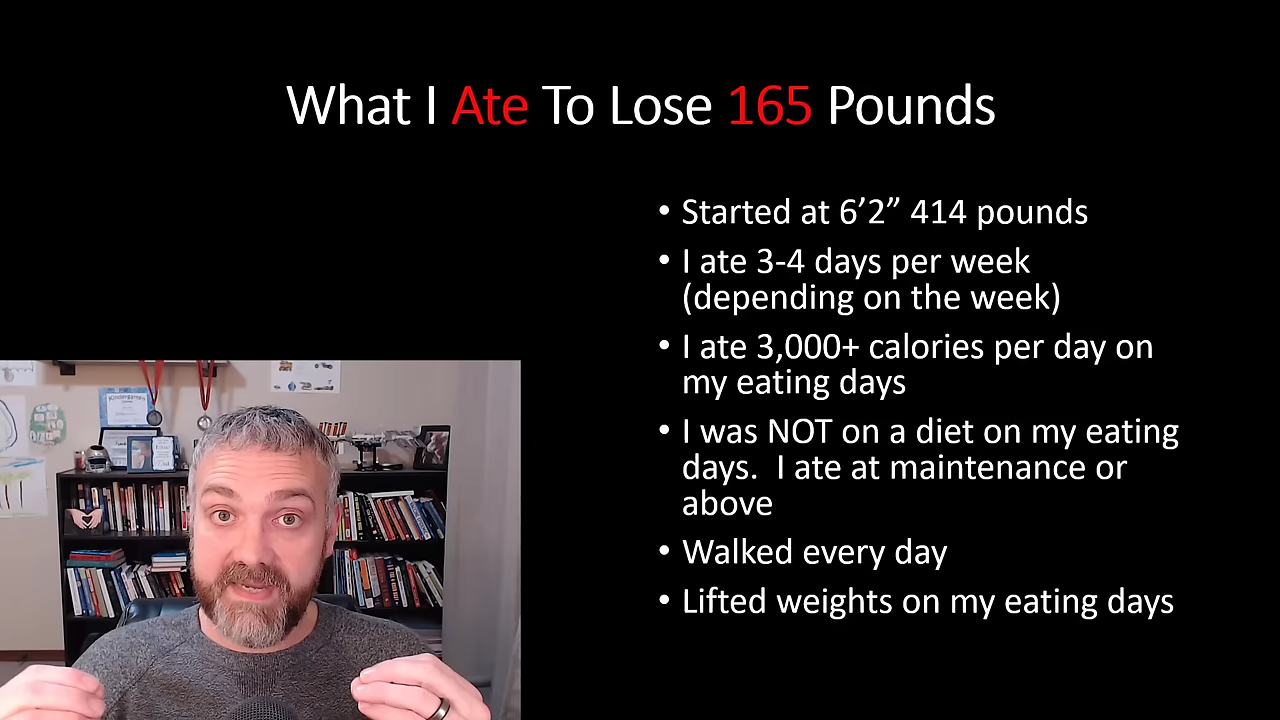 What I Ate To Lose 165 Pounds
• Started at 6’2” 414 pounds
• I ate 3-4 days per week
(depending on the week)
• I ate 3,000+ calories per day on
my eating days
• I was NOT on a diet on my eating
days.  I ate at maintenance or
above
• Walked every day
• Lifted weights on my eating days
Kindergarten